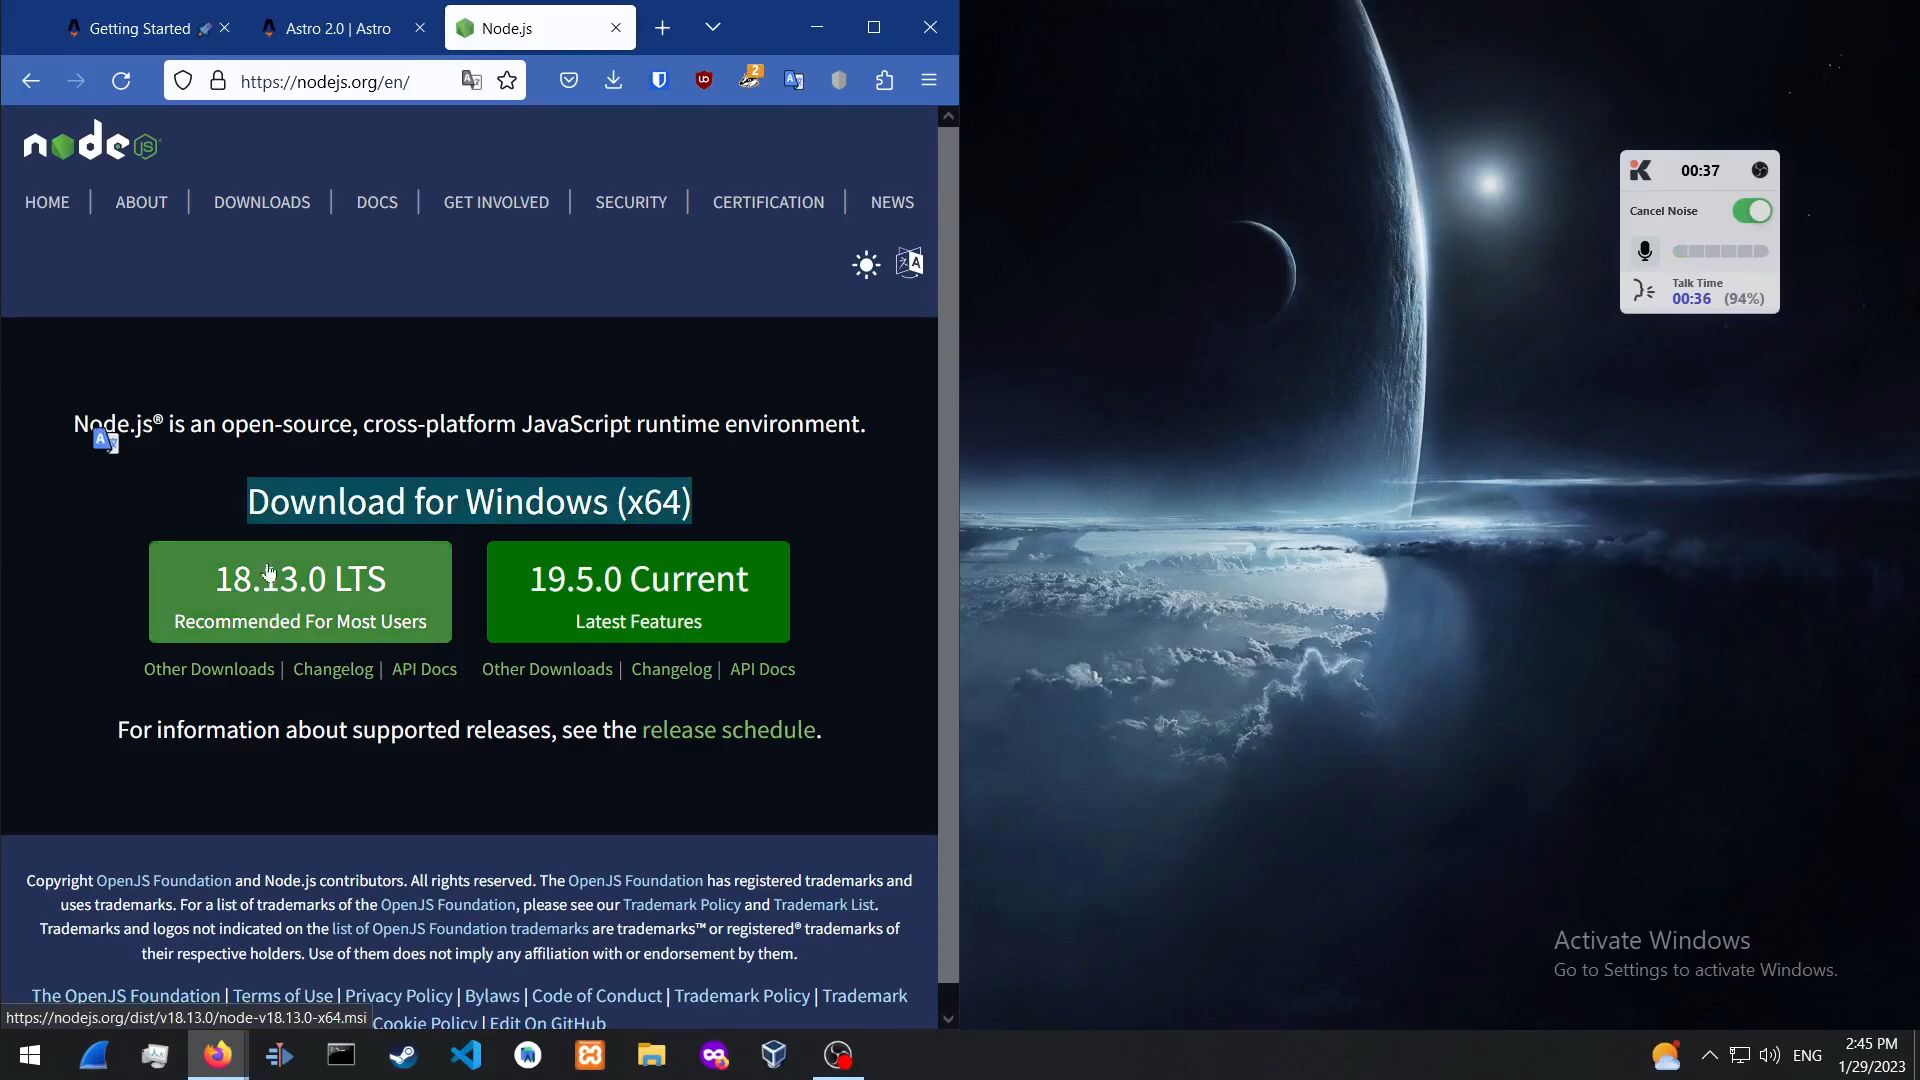 Getting Started 🚀
Astro 2.0 | Astro
Node.js
https://nodejs.org/en/
2
node JS
HOME
ABOUT
DOWNLOADS
DOCS
GET INVOLVED
SECURITY
CERTIFICATION
NEWS
Node.js® is an open-source, cross-platform JavaScript runtime environment.
Download for Windows (x64)
18.13.0 LTS
Recommended For Most Users
19.5.0 Current
Latest Features
Other Downloads | Changelog | API Docs
Other Downloads | Changelog | API Docs
For information about supported releases, see the release schedule.
Copyright OpenJS Foundation and Node.js contributors. All rights reserved. The OpenJS Foundation has registered trademarks and
uses trademarks. For a list of trademarks of the OpenJS Foundation, please see our Trademark Policy and Trademark List.
Trademarks and logos not indicated on the list of OpenJS Foundation trademarks are trademarks™ or registered® trademarks of
their respective holders. Use of them does not imply any affiliation with or endorsement by them.
The OpenJS Foundation | Terms of Use | Privacy Policy | Bylaws | Code of Conduct | Trademark Policy | Trademark
Cookie Policy | Edit On GitHub
https://nodejs.org/dist/v18.13.0/node-v18.13.0-x64.msi
00:37
Cancel Noise
Talk Time
00:36 (94%)
Activate Windows
Go to Settings to activate Windows.
ENG
2:45 PM
1/29/2023